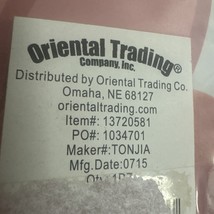 Oriental Trading®
Company, Inc.
Distributed by Oriental Trading Co.
Omaha, NE 68127
orientaltrading.com
Item#: 13720581
PO#: 1034701
Maker#:TONJIA
Mfg.Date:0715